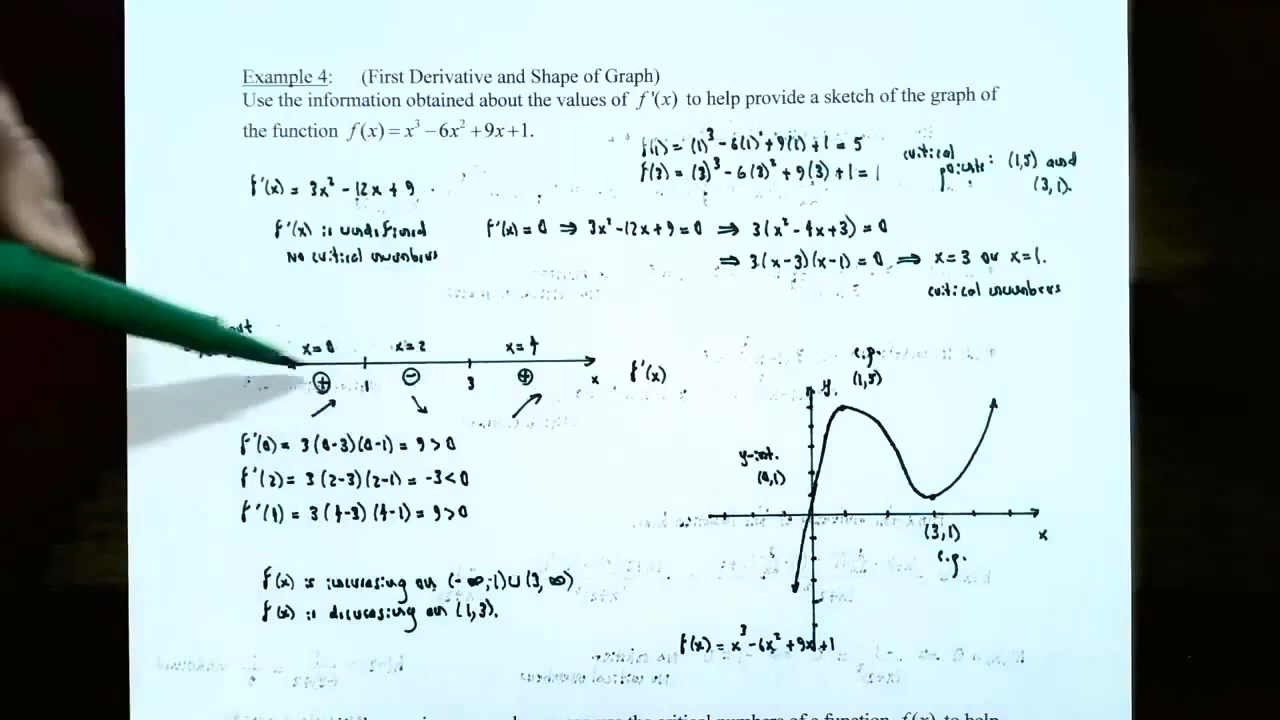 Example 4: (First Derivative and Shape of Graph)
Use the information obtained about the values of f'(x) to help provide a sketch of the graph of
the function f(x) = x³ − 6x² + 9x + 1.
f(1) = (1)³ − 6(1)² + 9(1) + 1 = 5
f(3) = (3)³ − 6(3)² + 9(3) + 1 = 1
critical points: (1,5) and (3,1).
f'(x) = 3x² − 12x + 9
f'(x) is undefined
No critical numbers
f'(x) = 0 ⇒ 3x² − 12x + 9 = 0 ⇒ 3(x² − 4x + 3) = 0
⇒ 3(x−3)(x−1) = 0 ⇒ x = 3 or x = 1.
critical numbers
x = 0 x = 2 x = 4
+ 1 − 3 + x f'(x)
f'(0) = 3(0−3)(0−1) = 9 > 0
f'(2) = 3(2−3)(2−1) = −3 < 0
f'(4) = 3(4−3)(4−1) = 9 > 0
f(x) is increasing on (−∞,1) ∪ (3,∞)
f(x) is decreasing on (1,3).
c.p.
y (1,5)
y-int.
(0,1)
(3,1) x
c.p.
f(x) = x³ − 6x² + 9x + 1